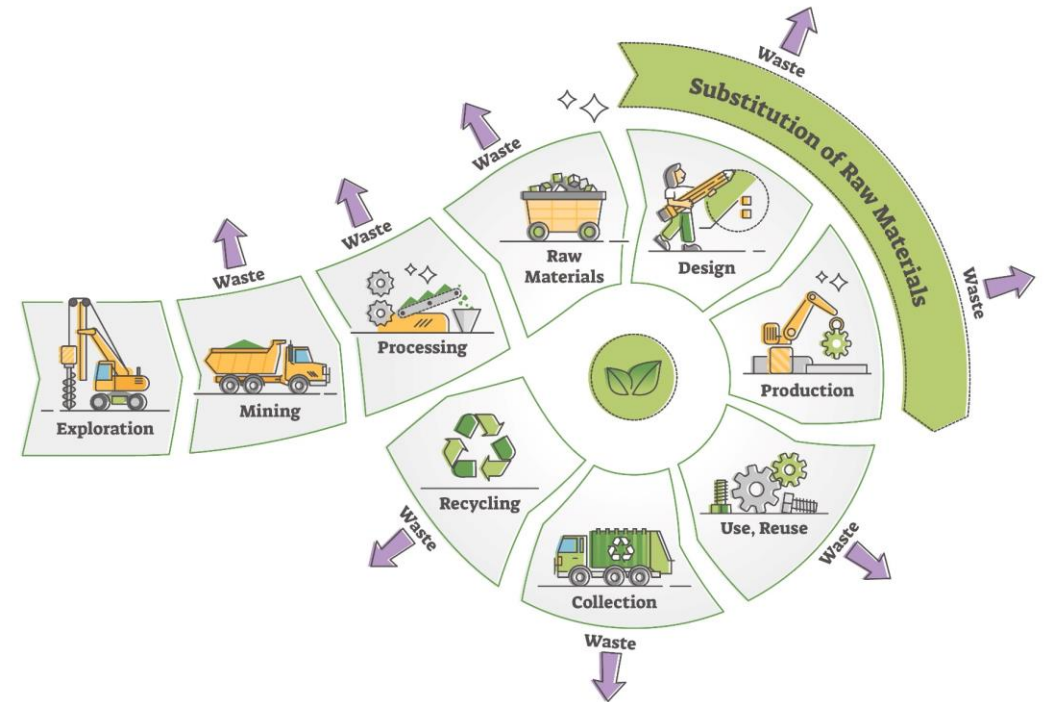 Waste
Substitution of Raw Materials
Waste
Waste
Waste
Waste
Raw
Materials
Design
Waste
Exploration
Mining
Processing
Production
Recycling
Use, Reuse
Collection
Waste
Waste
Waste